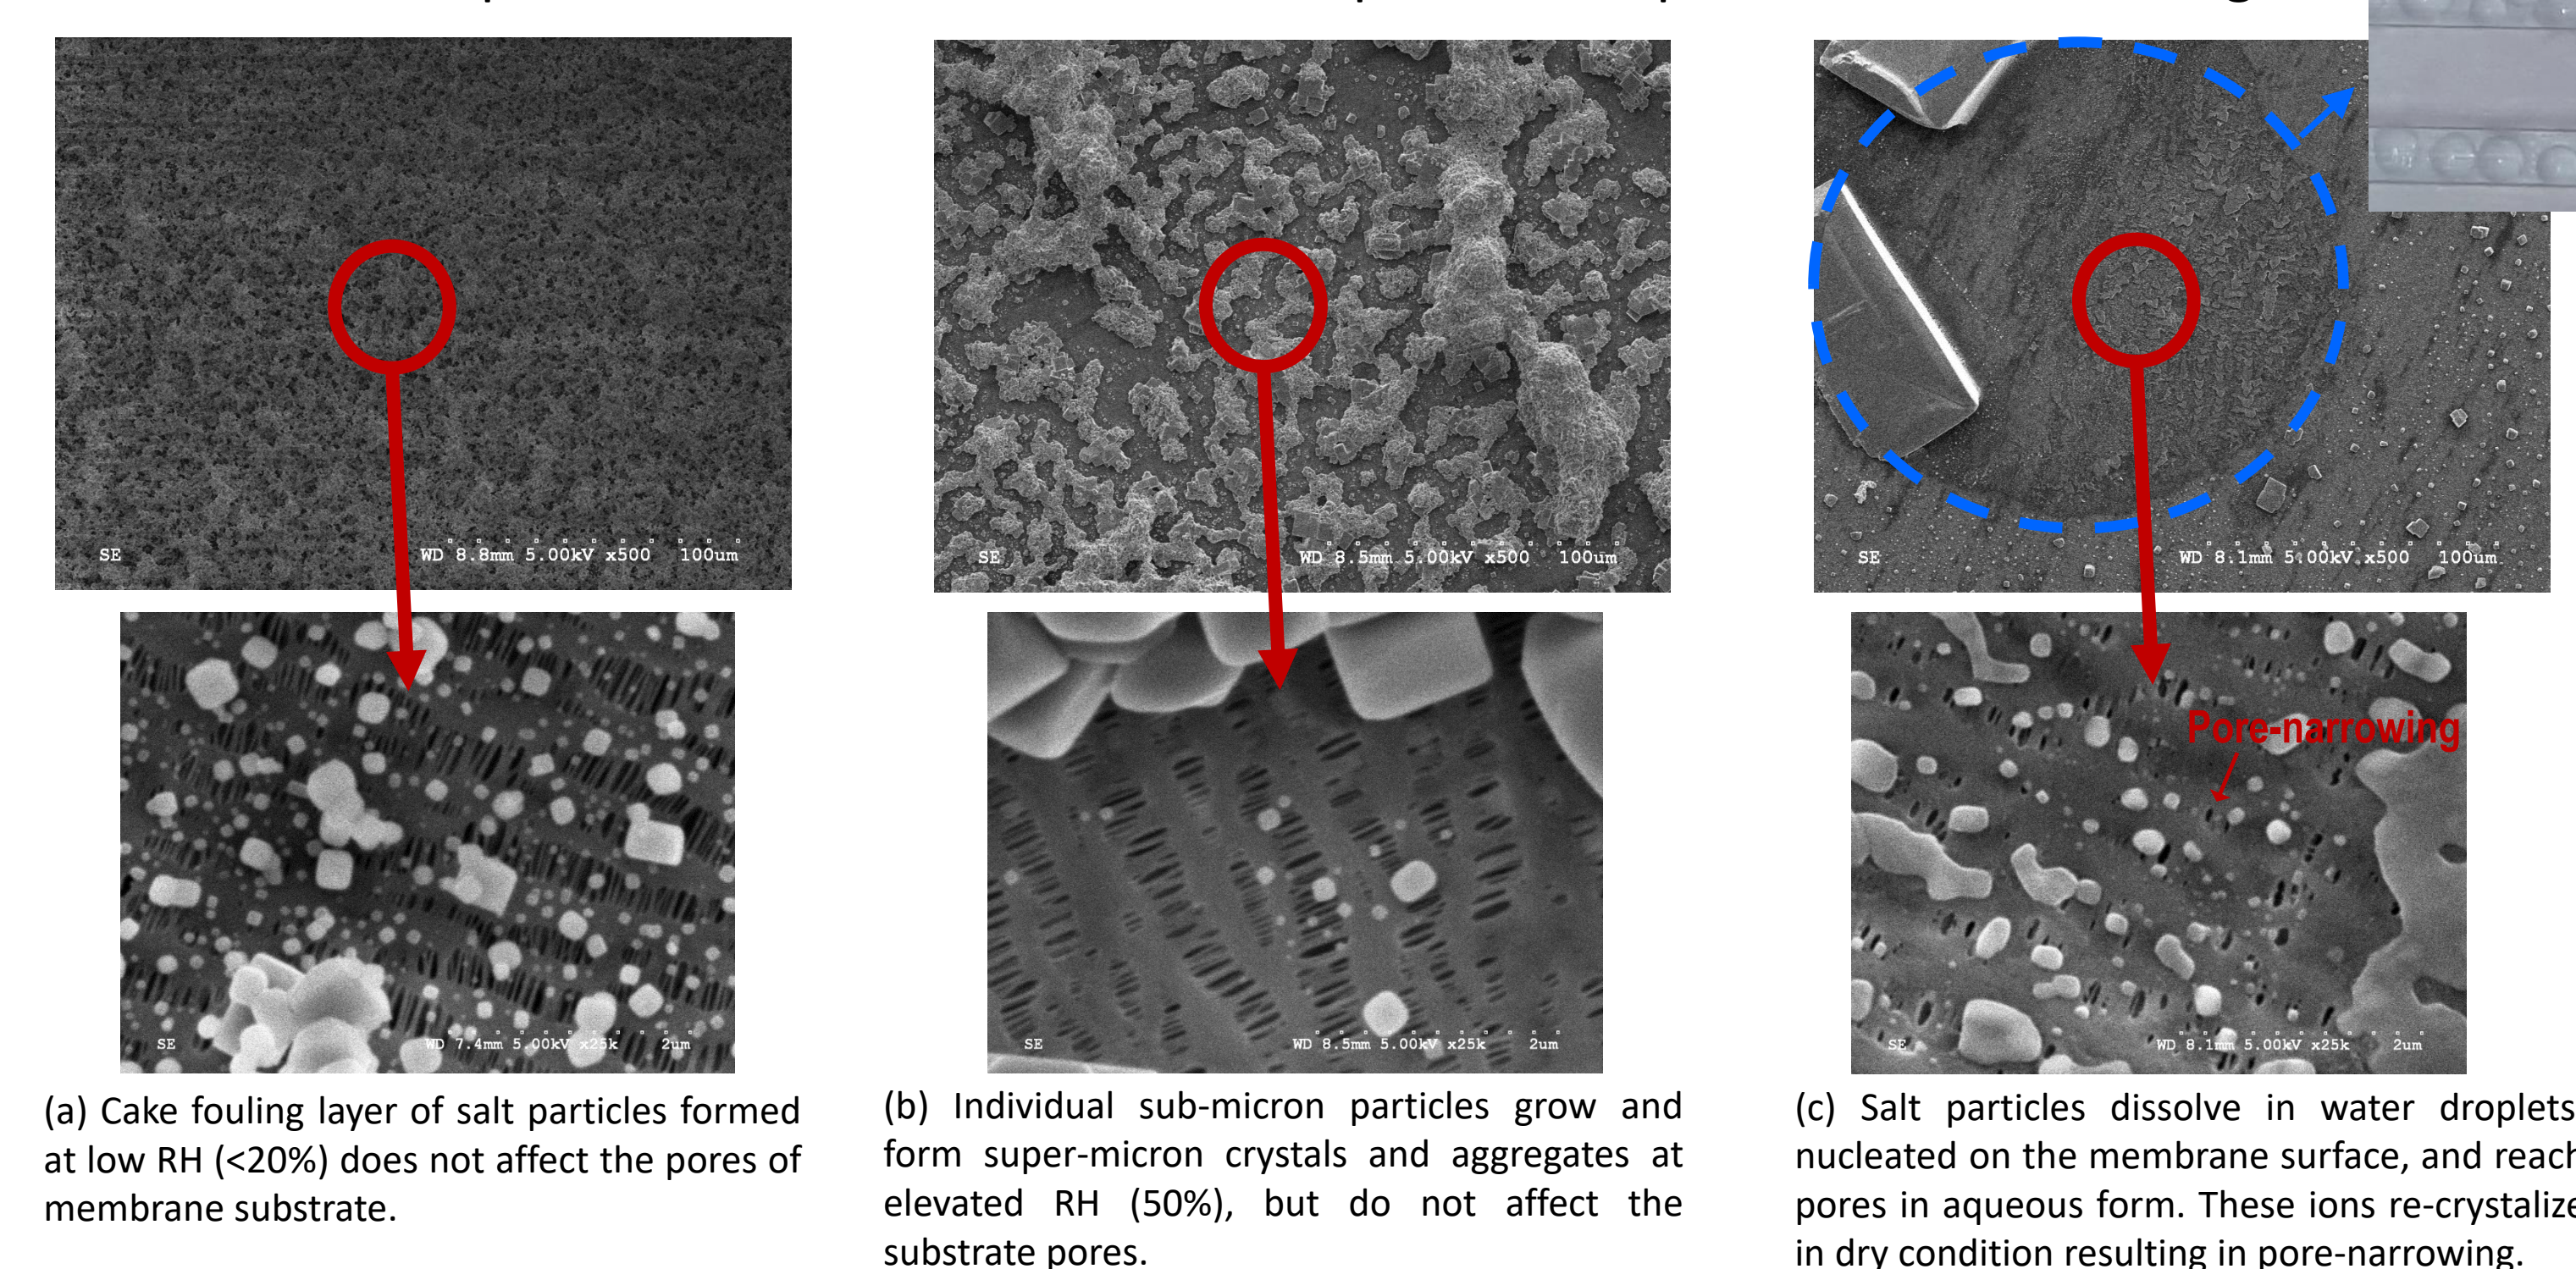 SE WD 8.8mm 5.00kV x500 100um
SE WD 8.5mm 5.00kV x500 100um
SE WD 8.1mm 5.00kV x500 100um
Pore-narrowing
SE WD 7.4mm 5.00kV x25k 2um
SE WD 8.5mm 5.00kV x25k 2um
SE WD 8.1mm 5.00kV x25k 2um
(a) Cake fouling layer of salt particles formed
at low RH (<20%) does not affect the pores of
membrane substrate.
(b) Individual sub-micron particles grow and
form super-micron crystals and aggregates at
elevated RH (50%), but do not affect the
substrate pores.
(c) Salt particles dissolve in water droplets
nucleated on the membrane surface, and reach
pores in aqueous form. These ions re-crystalize
in dry condition resulting in pore-narrowing.